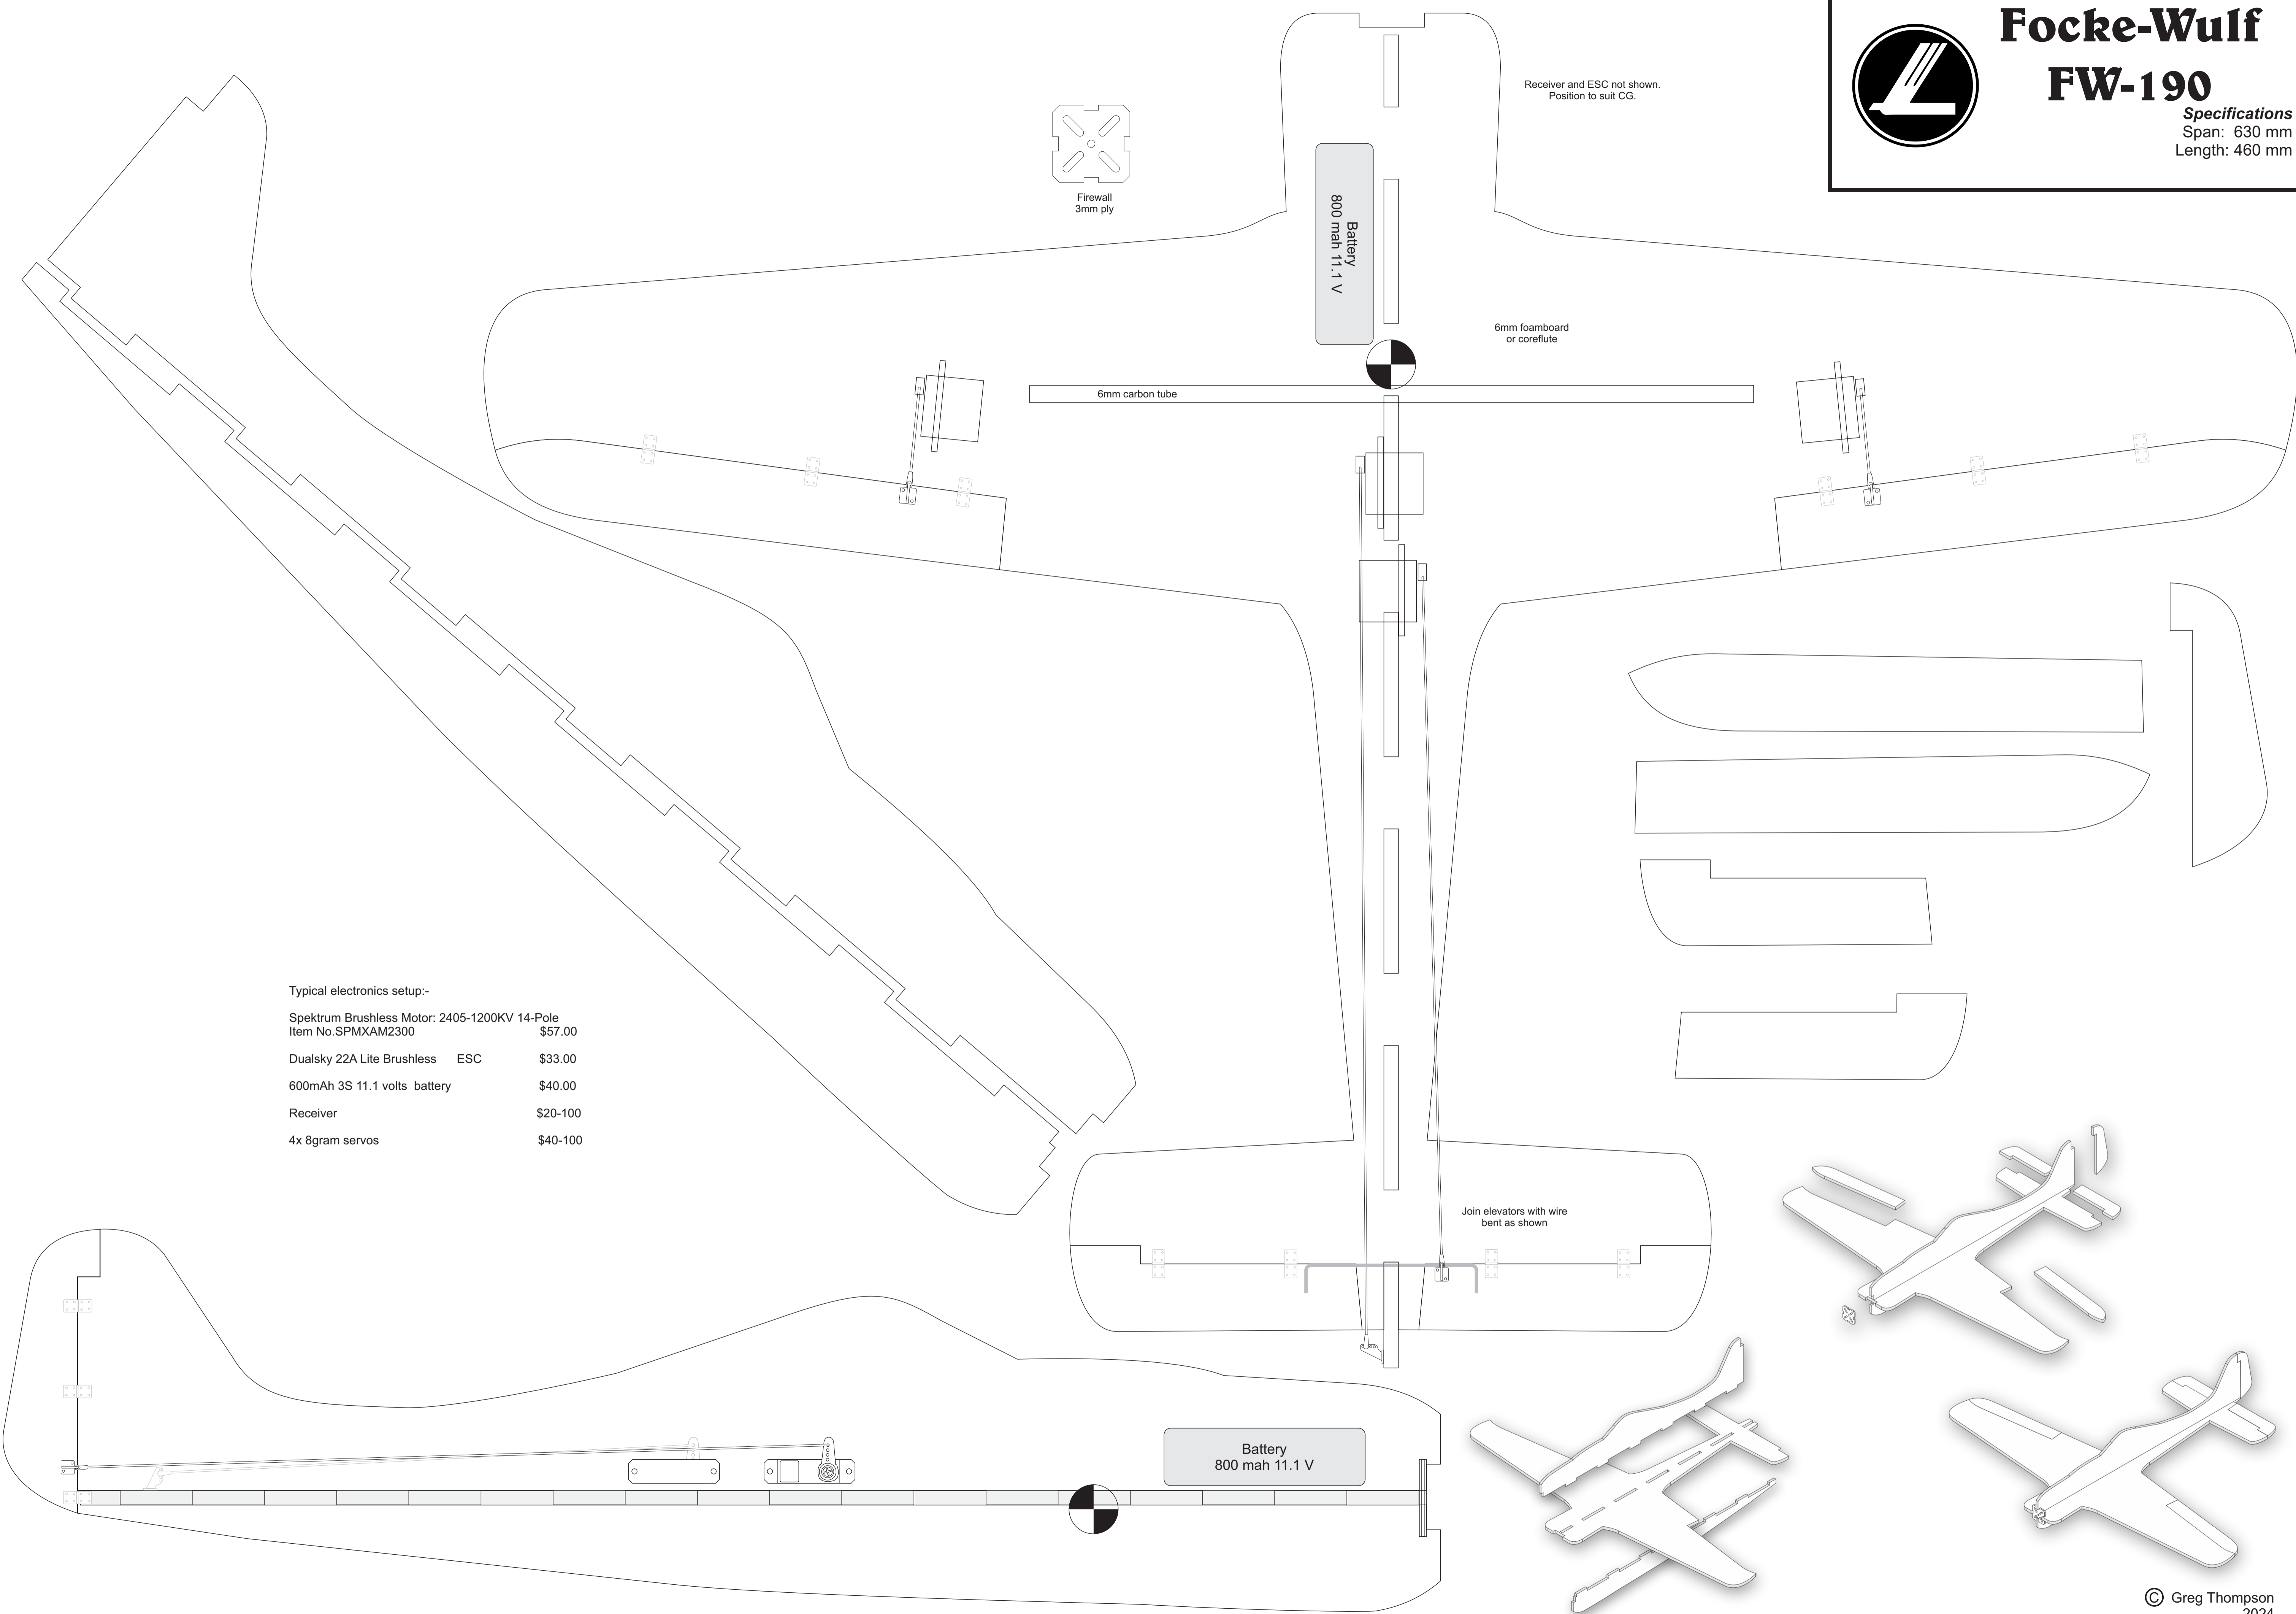 Focke-Wulf
FW-190
Specifications
Span: 630 mm
Length: 460 mm
Receiver and ESC not shown.
Position to suit CG.
Firewall
3mm ply
Battery
800 mah 11.1 V
6mm foamboard
or coreflute
6mm carbon tube
Typical electronics setup:-
Spektrum Brushless Motor: 2405-1200KV 14-Pole
Item No.SPMXAM2300 $57.00
Dualsky 22A Lite Brushless ESC $33.00
600mAh 3S 11.1 volts battery $40.00
Receiver $20-100
4x 8gram servos $40-100
Join elevators with wire
bent as shown
Battery
800 mah 11.1 V
© Greg Thompson
2024